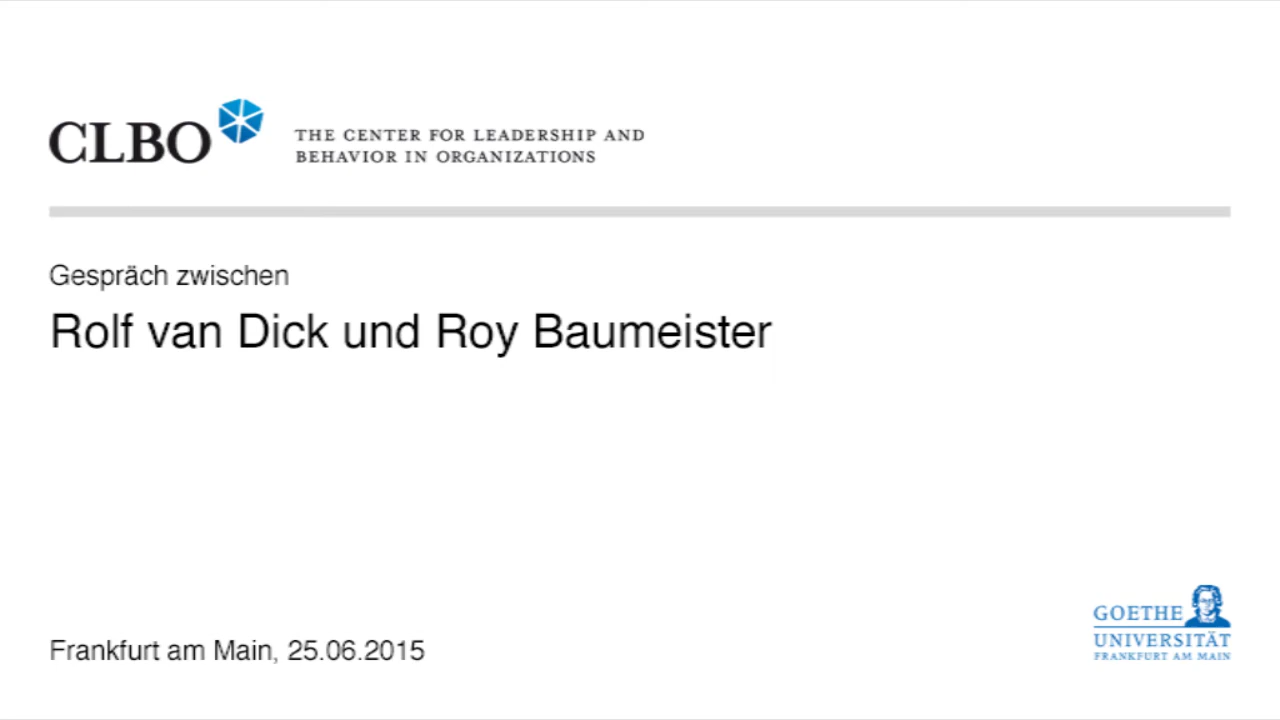 CLBO
THE CENTER FOR LEADERSHIP AND
BEHAVIOR IN ORGANIZATIONS
Gespräch zwischen
Rolf van Dick und Roy Baumeister
Frankfurt am Main, 25.06.2015
GOETHE
UNIVERSITÄT
FRANKFURT AM MAIN